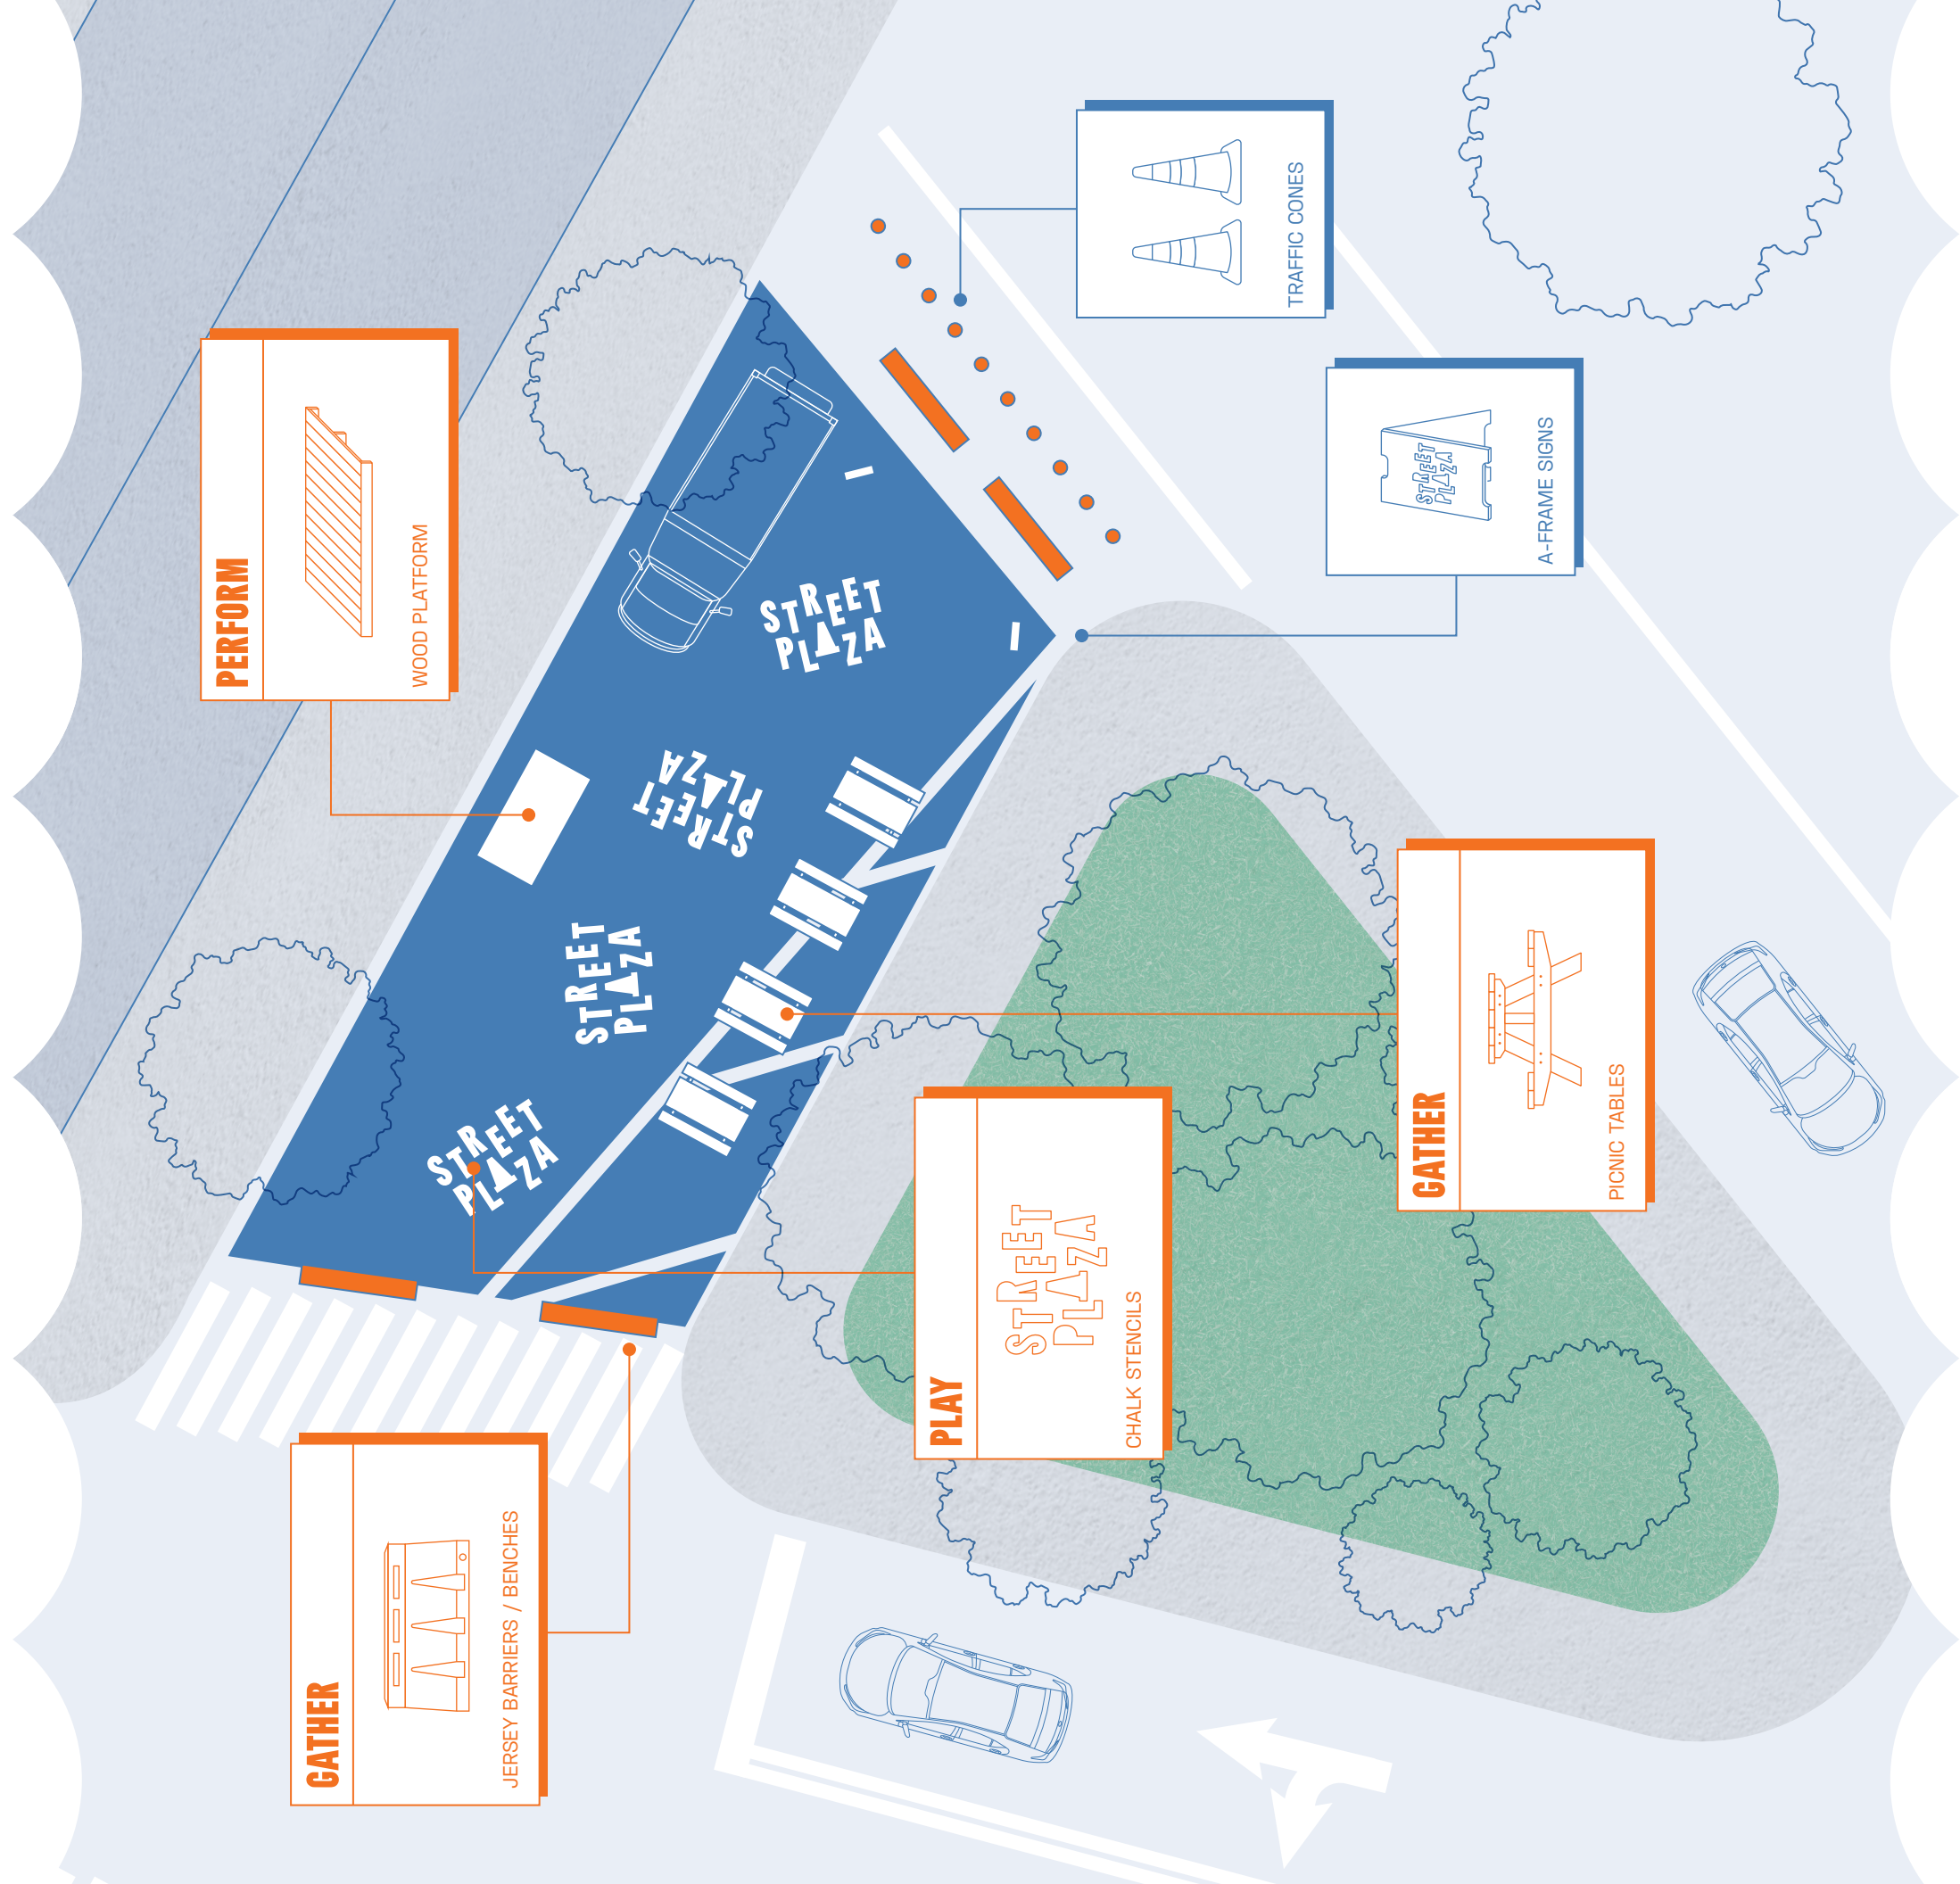 PERFORM
WOOD PLATFORM
TRAFFIC CONES
STREET
PLAZA
A-FRAME SIGNS
STREET
PLAZA
STREET
PLAZA
STREET
PLAZA
STREET
PLAZA
GATHER
PICNIC TABLES
PLAY
STREET
PLAZA
CHALK STENCILS
GATHER
JERSEY BARRIERS / BENCHES